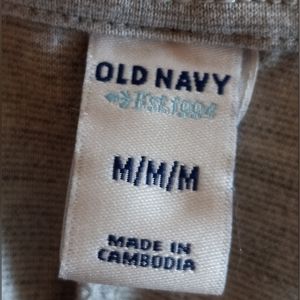 OLD NAVY
EST. 1994
M/M/M
MADE IN
CAMBODIA